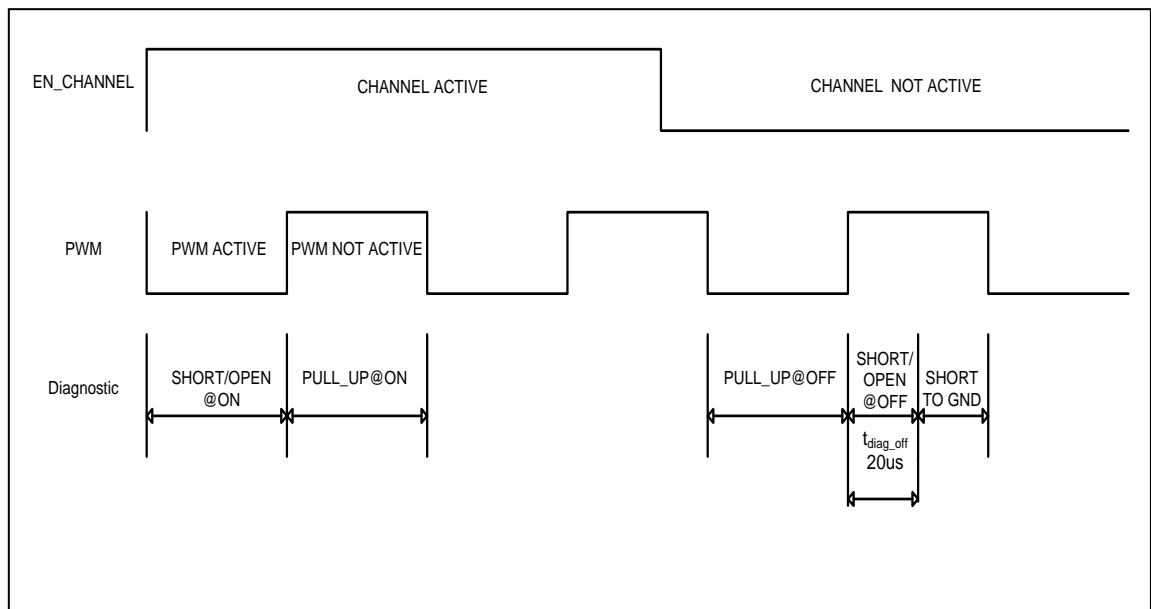 EN_CHANNEL
CHANNEL ACTIVE
CHANNEL NOT ACTIVE
PWM
PWM ACTIVE
PWM NOT ACTIVE
Diagnostic
SHORT/OPEN
@ON
PULL_UP@ON
PULL_UP@OFF
SHORT/
OPEN
@OFF
SHORT
TO GND
tdiag_off
20us